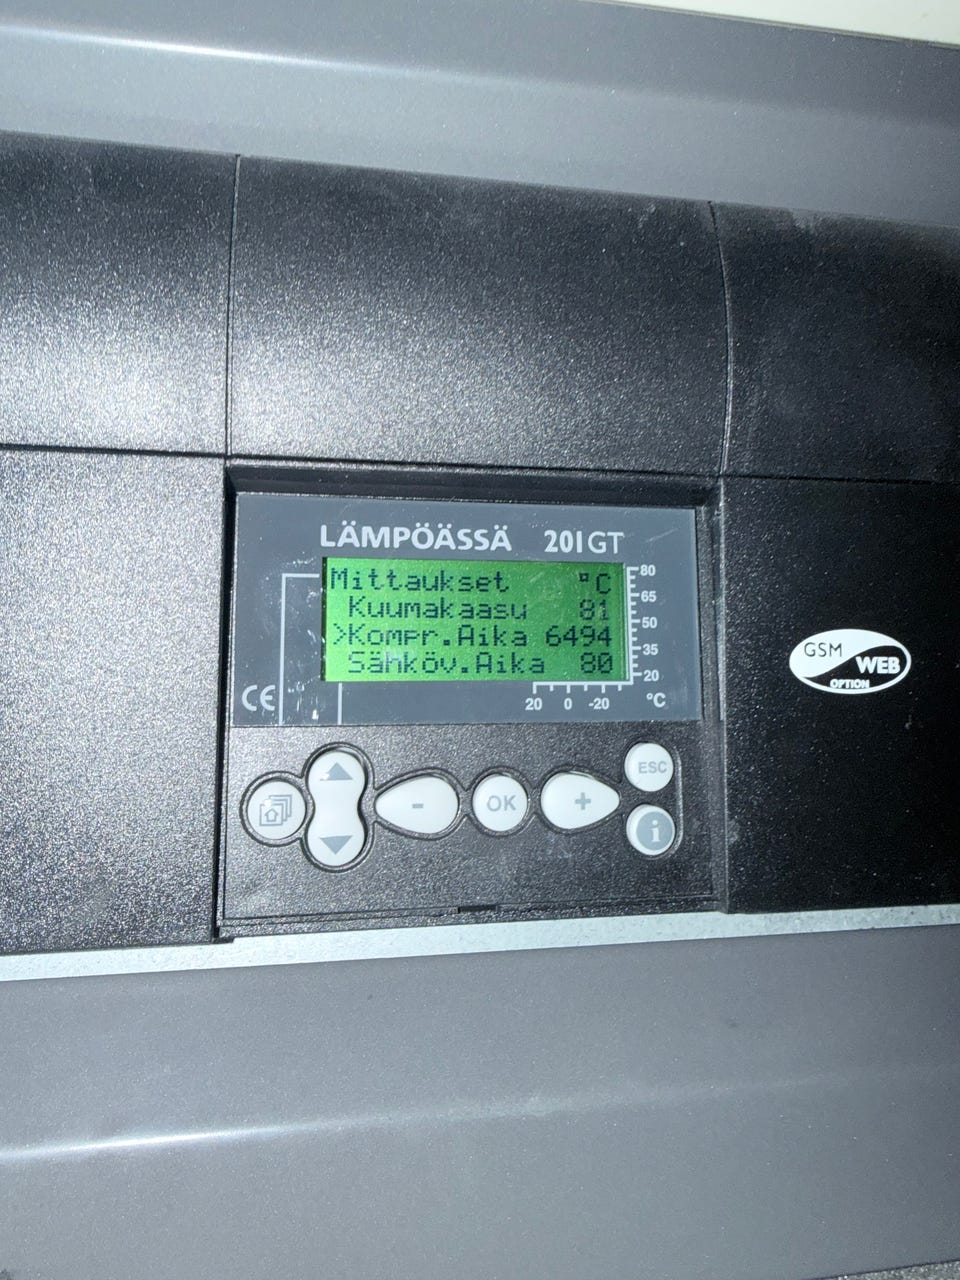 LÄMPÖÄSSÄ 201GT
Mittaukset °C
Kuumakaasu 81
>Kompr.Aika 6494
Sähköv.Aika 80
80
65
50
35
20
20 0 -20 °C
CE
GSM
WEB
OPTION
ESC
- OK +
i